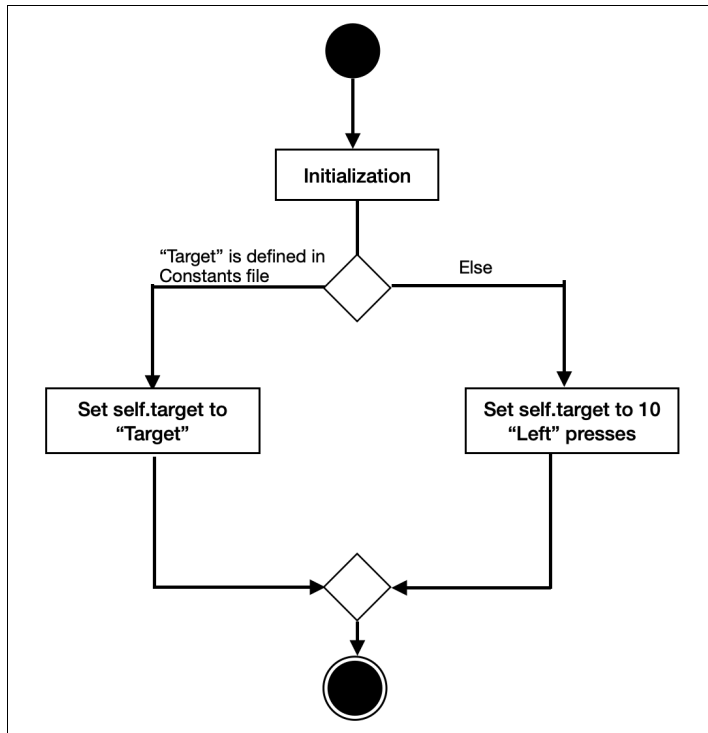 Initialization
“Target” is defined in
Constants file
Else
Set self.target to
“Target”
Set self.target to 10
“Left” presses